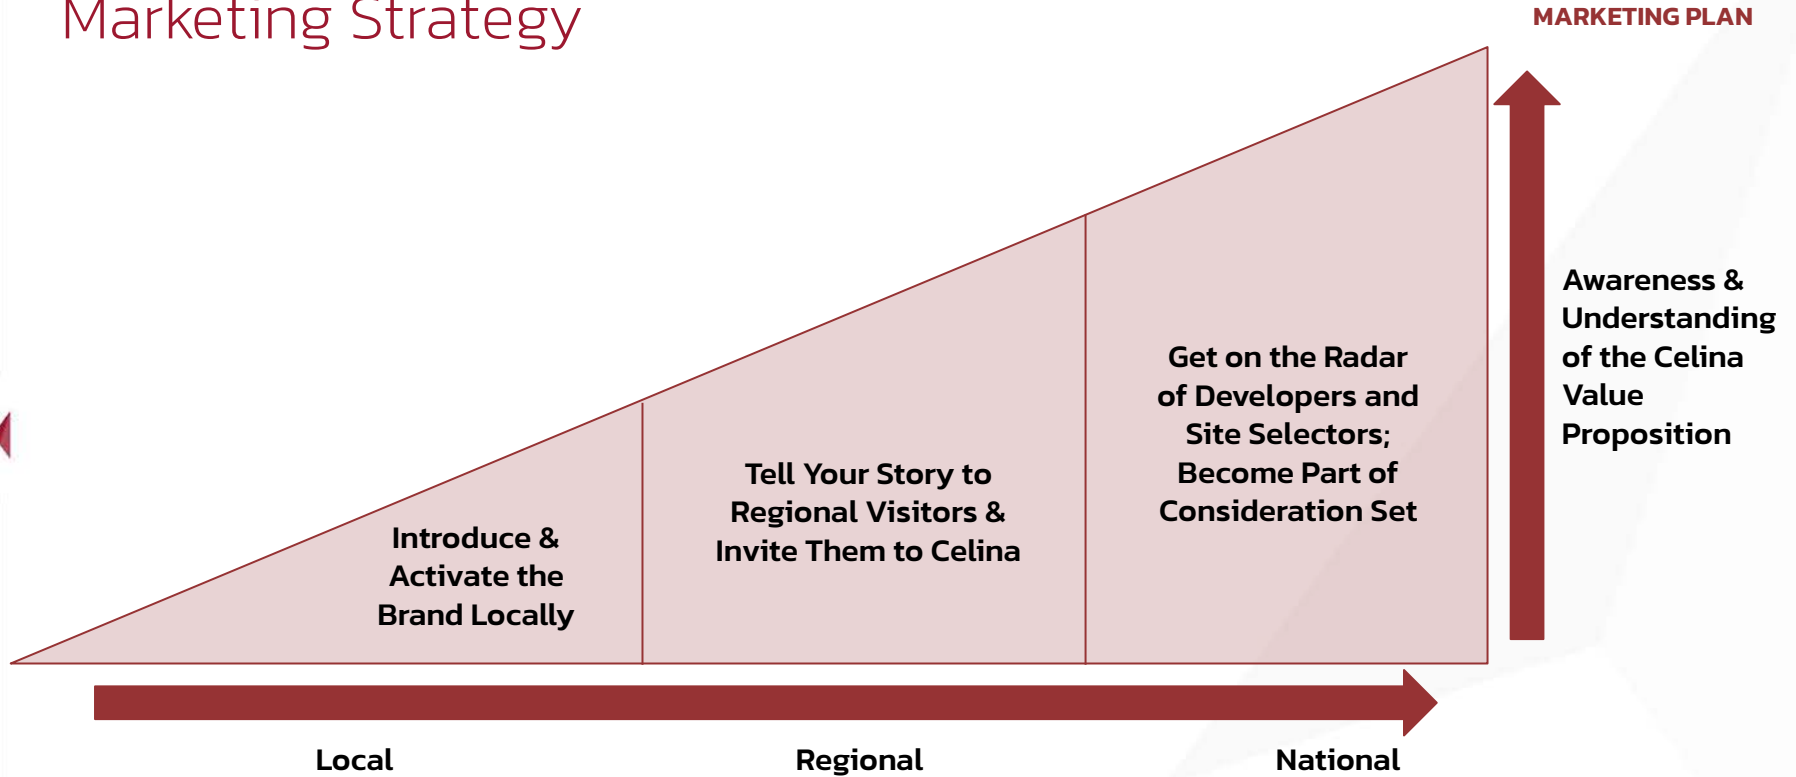 Marketing Strategy
MARKETING PLAN
Introduce &
Activate the
Brand Locally
Tell Your Story to
Regional Visitors &
Invite Them to Celina
Get on the Radar
of Developers and
Site Selectors;
Become Part of
Consideration Set
Awareness &
Understanding
of the Celina
Value
Proposition
Local
Regional
National